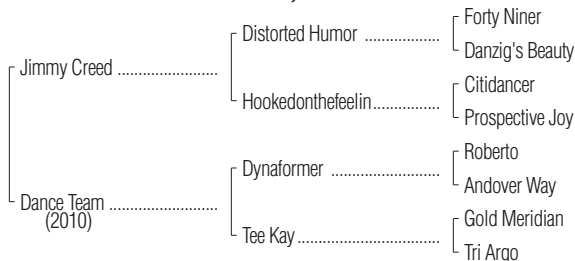 Forty Niner
Distorted Humor ..................
Danzig's Beauty
Jimmy Creed ........................
Citidancer
Hookedonthefeelin................
Prospective Joy
Roberto
Dynaformer ..........................
Andover Way
Dance Team ..........................
(2010)
Gold Meridian
Tee Kay..................................
Tri Argo